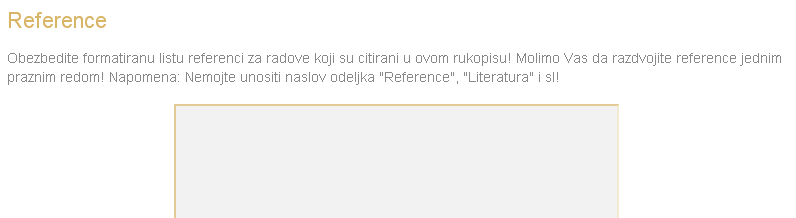 Reference
Obezbedite formatiranu listu referenci za radove koji su citirani u ovom rukopisu! Molimo Vas da razdvojite reference jednim
praznim redom! Napomena: Nemojte unositi naslov odeljka "Reference", "Literatura" i sl!